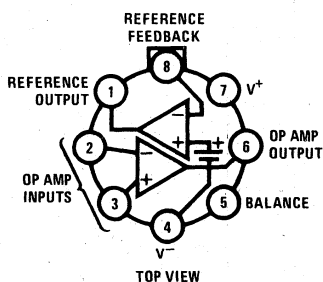 REFERENCE
FEEDBACK
8
REFERENCE
OUTPUT
1
7
V+
−
+
+
2
−
6
OP AMP
OUTPUT
OP AMP
INPUTS
3
+
4
5
BALANCE
V−
TOP VIEW